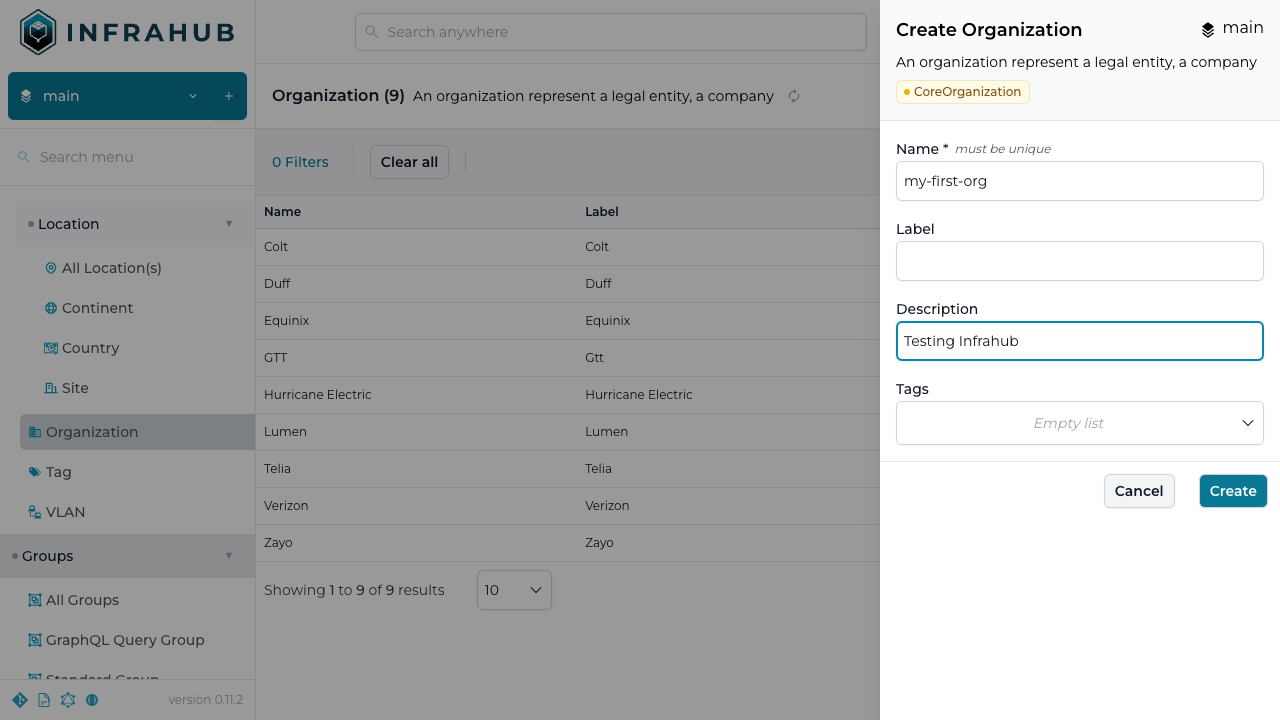 INFRAHUB
main
Search menu
Location
All Location(s)
Continent
Country
Site
Organization
Tag
VLAN
Groups
All Groups
GraphQL Query Group
Standard Group
version 0.11.2
Search anywhere
Organization (9) An organization represent a legal entity, a company
0 Filters
Clear all
Name Label
Colt Colt
Duff Duff
Equinix Equinix
GTT Gtt
Hurricane Electric Hurricane Electric
Lumen Lumen
Telia Telia
Verizon Verizon
Zayo Zayo
Showing 1 to 9 of 9 results 10
Create Organization main
An organization represent a legal entity, a company
CoreOrganization
Name * must be unique
my-first-org
Label
Description
Testing Infrahub
Tags
Empty list
Cancel Create